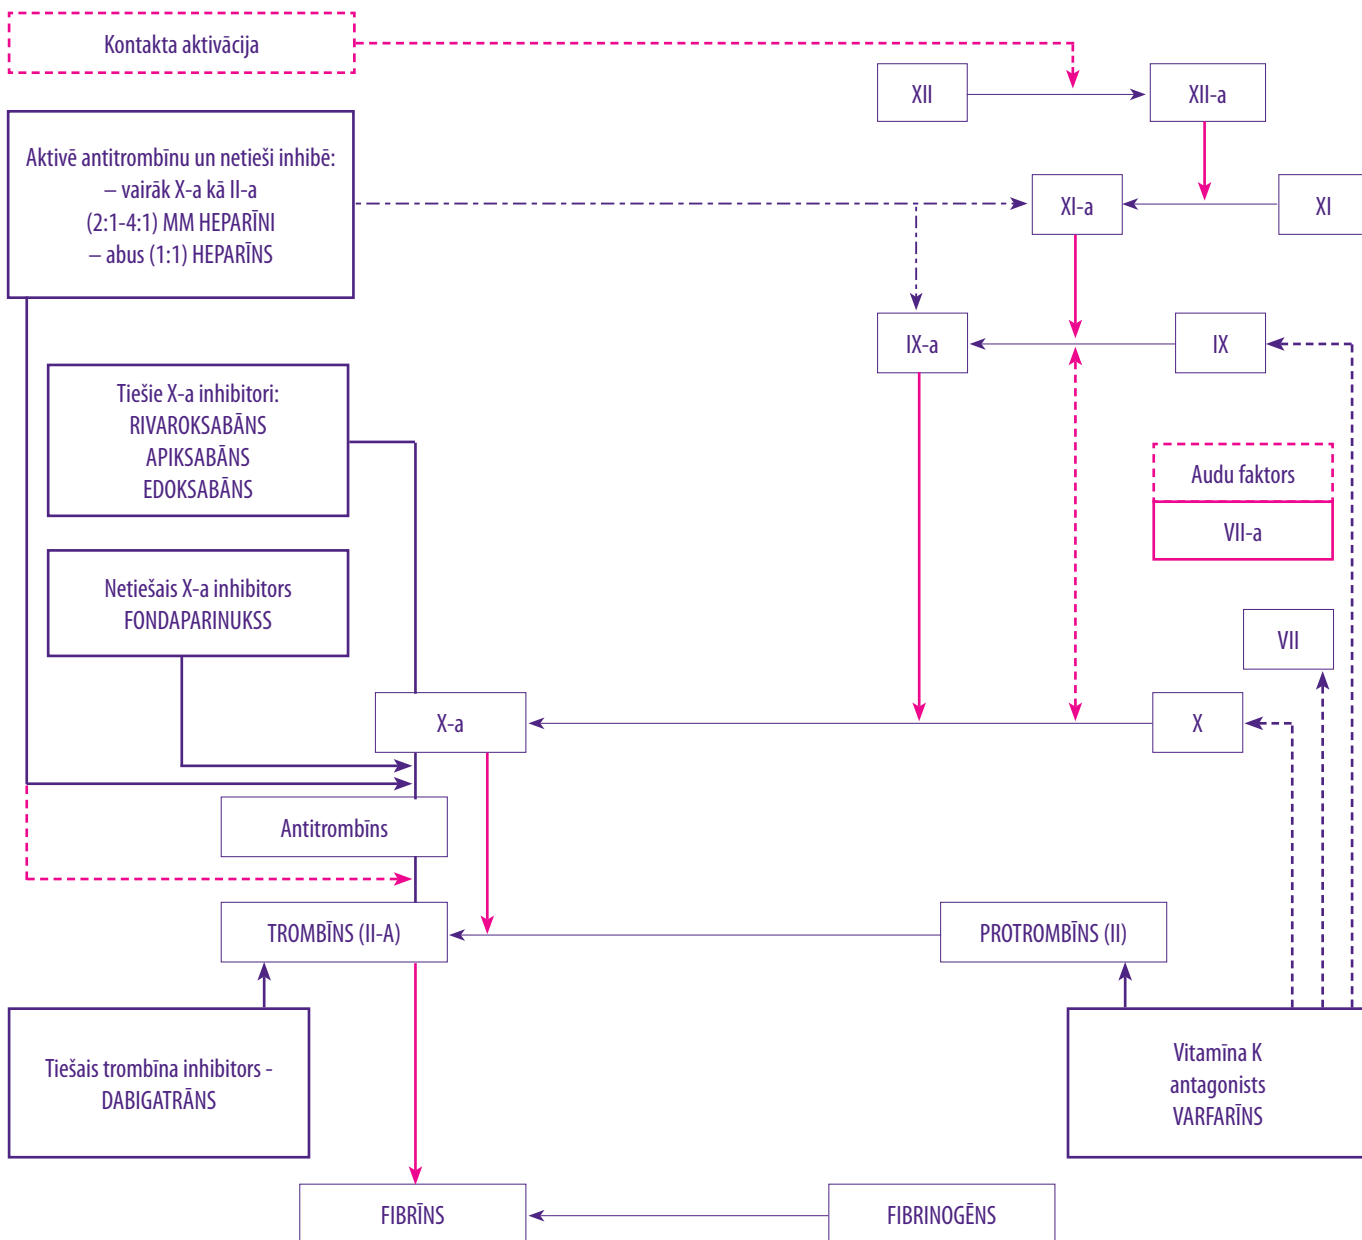 Kontakta aktivācija
XII
XII-a
Aktivē antitrombīnu un netieši inhibē:
– vairāk X-a kā II-a
(2:1-4:1) MM HEPARĪNI
– abus (1:1) HEPARĪNS
XI-a
XI
IX-a
IX
Tiešie X-a inhibitori:
RIVAROKSABĀNS
APIKSABĀNS
EDOKSABĀNS
Audu faktors
VII-a
Netiešais X-a inhibitors
FONDAPARINUKSS
VII
X-a
X
Antitrombīns
TROMBĪNS (II-A)
PROTROMBĪNS (II)
Tiešais trombīna inhibitors -
DABIGATRĀNS
Vitamīna K
antagonists
VARFARĪNS
FIBRĪNS
FIBRINOGĒNS